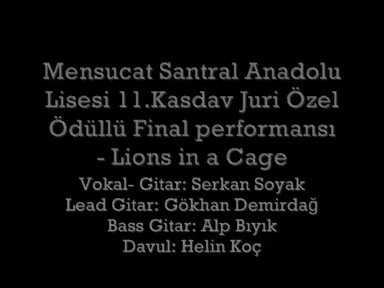 Mensucat Santral Anadolu
Lisesi 11.Kasdav Juri Özel
Ödüllü Final performansı
- Lions in a Cage
Vokal- Gitar: Serkan Soyak
Lead Gitar: Gökhan Demirdağ
Bass Gitar: Alp Bıyık
Davul: Helin Koç